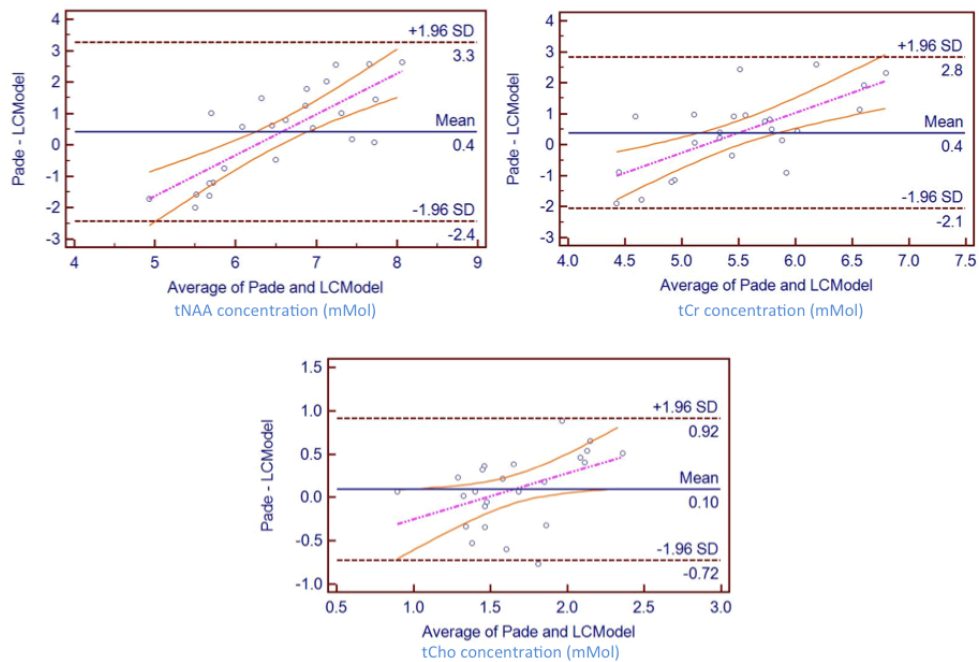 4
3
2
1
0
-1
-2
-3
Pade - LCModel
+1.96 SD
3.3
Mean
0.4
-1.96 SD
-2.4
4 5 6 7 8 9
Average of Pade and LCModel
tNAA concentration (mMol)
4
3
2
1
0
-1
-2
-3
Pade - LCModel
+1.96 SD
2.8
Mean
0.4
-1.96 SD
-2.1
4.0 4.5 5.0 5.5 6.0 6.5 7.0 7.5
Average of Pade and LCModel
tCr concentration (mMol)
1.5
1.0
0.5
0.0
-0.5
-1.0
Pade - LCModel
+1.96 SD
0.92
Mean
0.10
-1.96 SD
-0.72
0.5 1.0 1.5 2.0 2.5 3.0
Average of Pade and LCModel
tCho concentration (mMol)